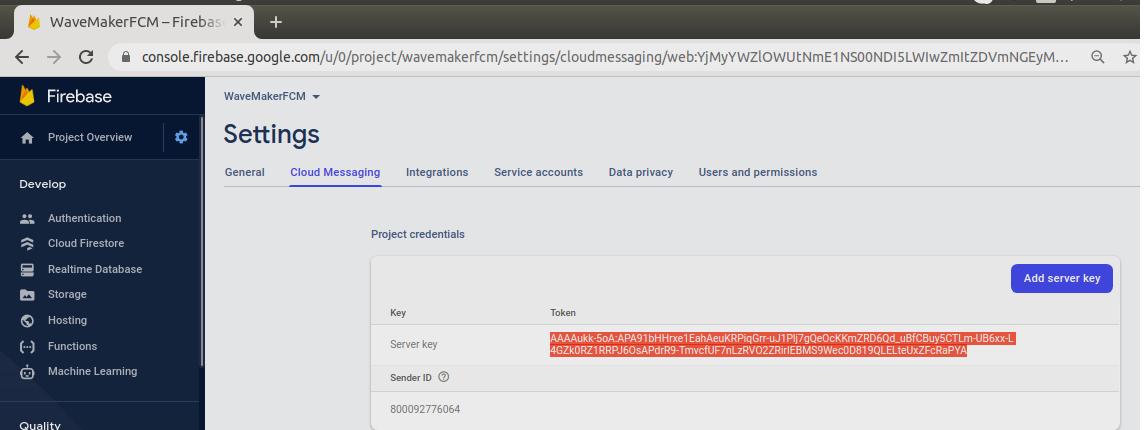 WaveMakerFCM – Firebas
console.firebase.google.com/u/0/project/wavemakerfcm/settings/cloudmessaging/web:YjMyYWZlOWUtNmE1NS00NDI5LWIwZmItZDVmNGEyM...
Firebase
WaveMakerFCM
Project Overview
Settings
General Cloud Messaging Integrations Service accounts Data privacy Users and permissions
Develop
Authentication
Cloud Firestore
Realtime Database
Storage
Hosting
Functions
Machine Learning
Quality
Project credentials
Add server key
Key Token
Server key
AAAAukk-5oA:APA91bHHrxe1EahAeuKRPiqGrr-uJ1Plj7gQeOcKKmZRD6Qd_uBfCBuy5CTLm-UB6xx-L
4GZk0RZ1RRPJ6OsAPdrR9-TmvcfUF7nLzRVO2ZRirIEBMS9Wec0D819QLELteUxZFcRaPYA
Sender ID
800092776064